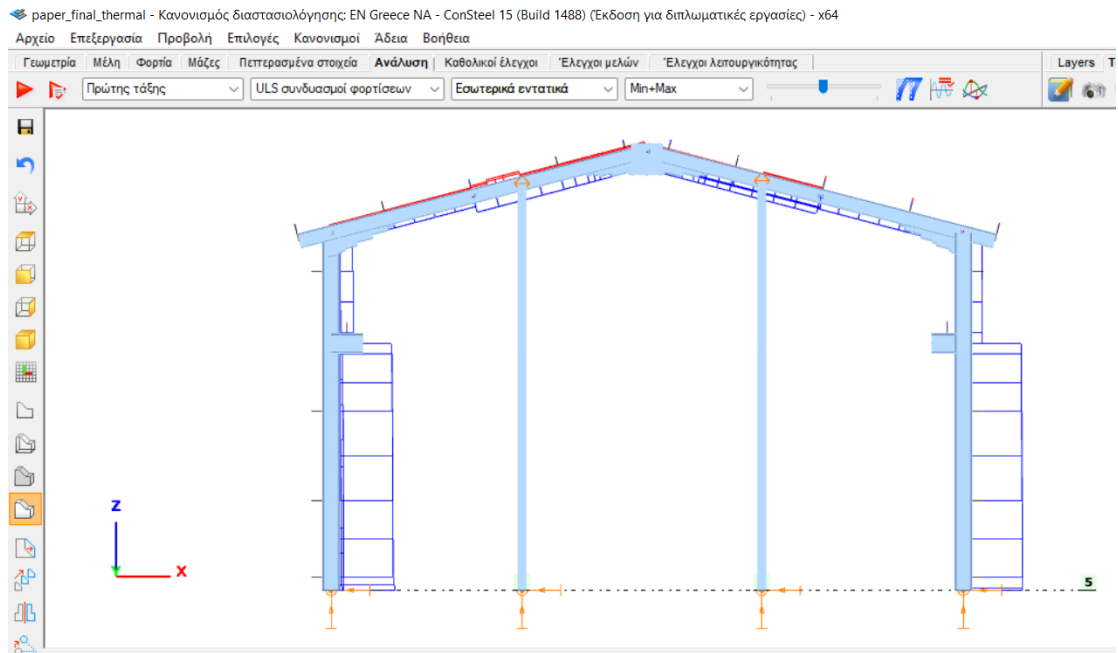 paper_final_thermal - Κανονισμός διαστασιολόγησης: EN Greece NA - ConSteel 15 (Build 1488) (Έκδοση για διπλωματικές εργασίες) - x64
Αρχείο Επεξεργασία Προβολή Επιλογές Κανονισμοί Άδεια Βοήθεια
Γεωμετρία Μέλη Φορτία Μάζες Πεπερασμένα στοιχεία Ανάλυση Καθολικοί έλεγχοι Έλεγχοι μελών Έλεγχοι λειτουργικότητας Layers
Πρώτης τάξης ULS συνδυασμοί φορτίσεων Εσωτερικά εντατικά Min+Max
Z
X
5